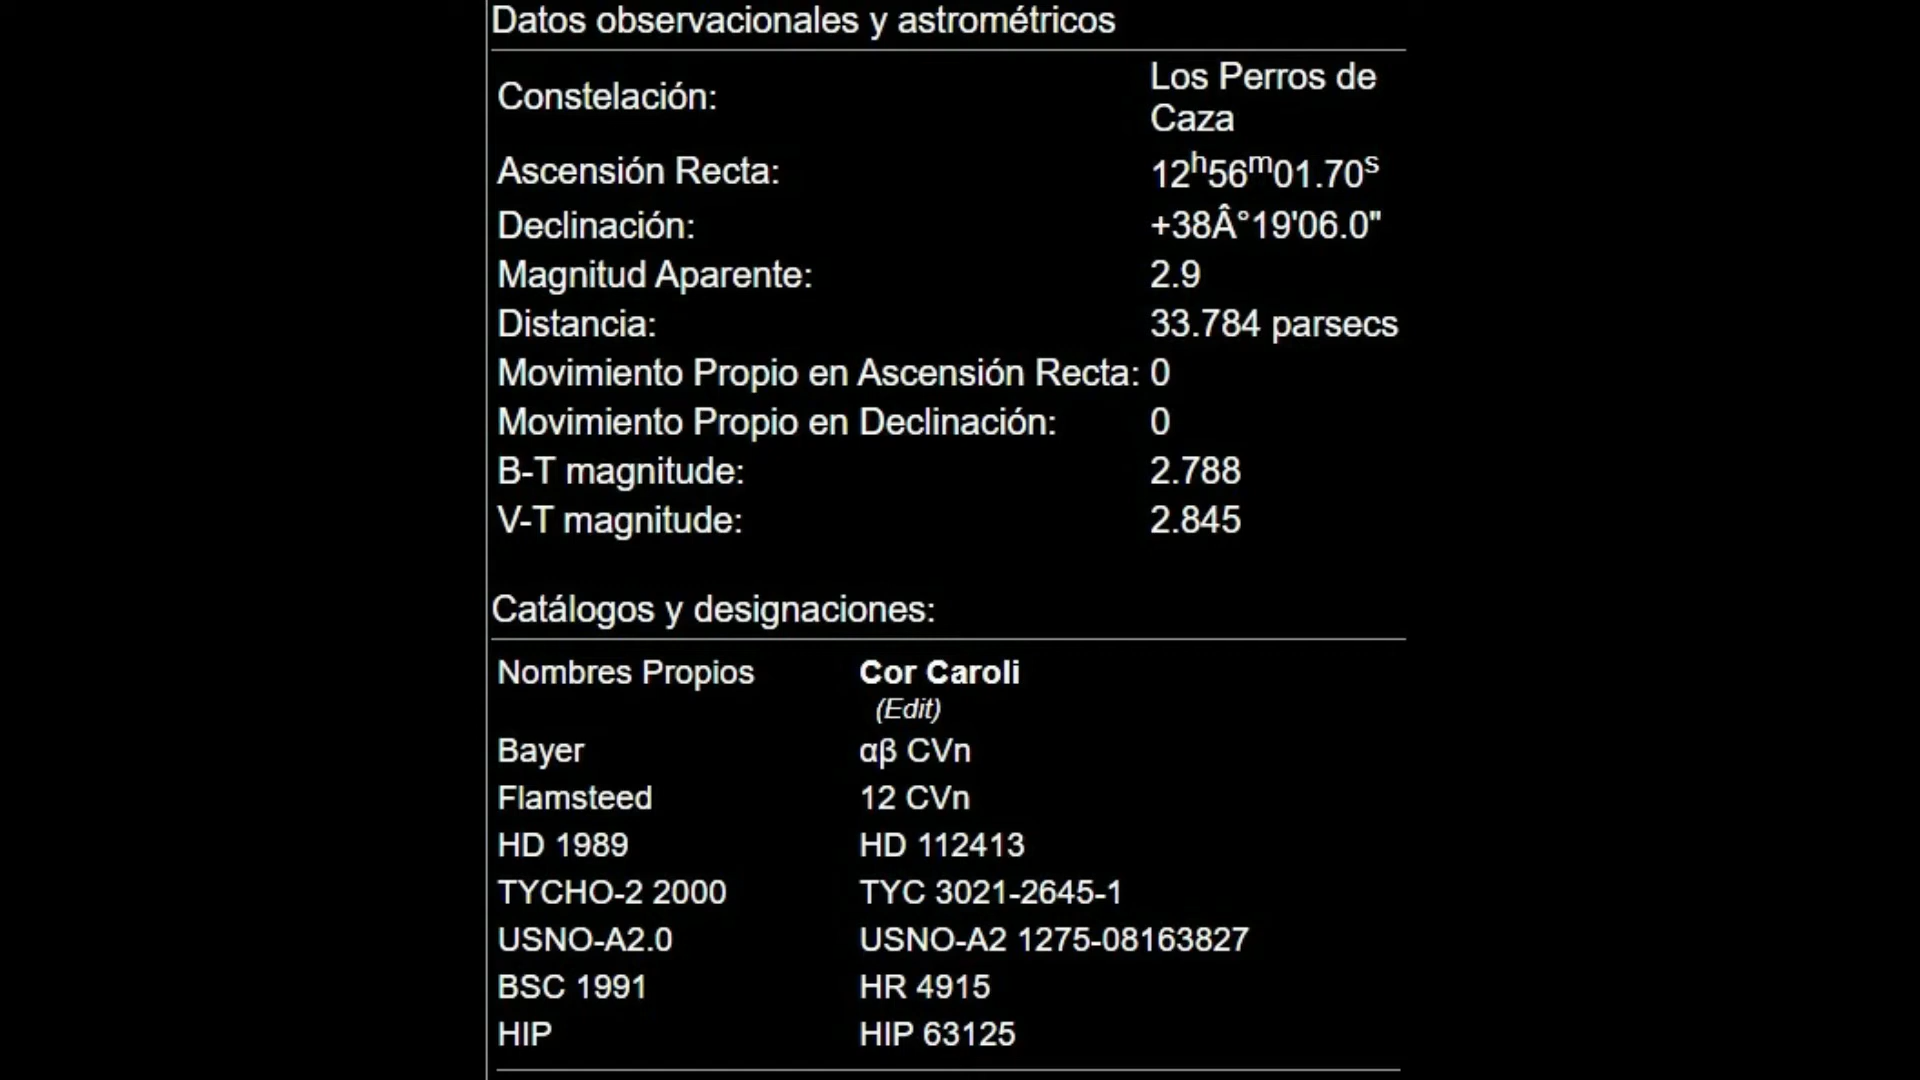 Datos observacionales y astrométricos
Constelación: Los Perros de
Caza
Ascensión Recta: 12h56m01.70s
Declinación: +38Â°19'06.0"
Magnitud Aparente: 2.9
Distancia: 33.784 parsecs
Movimiento Propio en Ascensión Recta: 0
Movimiento Propio en Declinación: 0
B-T magnitude: 2.788
V-T magnitude: 2.845
Catálogos y designaciones:
Nombres Propios Cor Caroli
(Edit)
Bayer αβ CVn
Flamsteed 12 CVn
HD 1989 HD 112413
TYCHO-2 2000 TYC 3021-2645-1
USNO-A2.0 USNO-A2 1275-08163827
BSC 1991 HR 4915
HIP HIP 63125